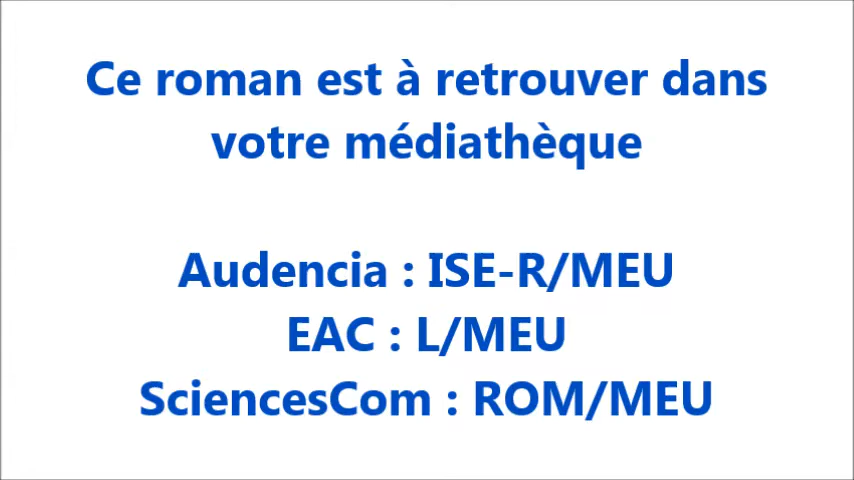 Ce roman est à retrouver dans
votre médiathèque
Audencia : ISE-R/MEU
EAC : L/MEU
SciencesCom : ROM/MEU